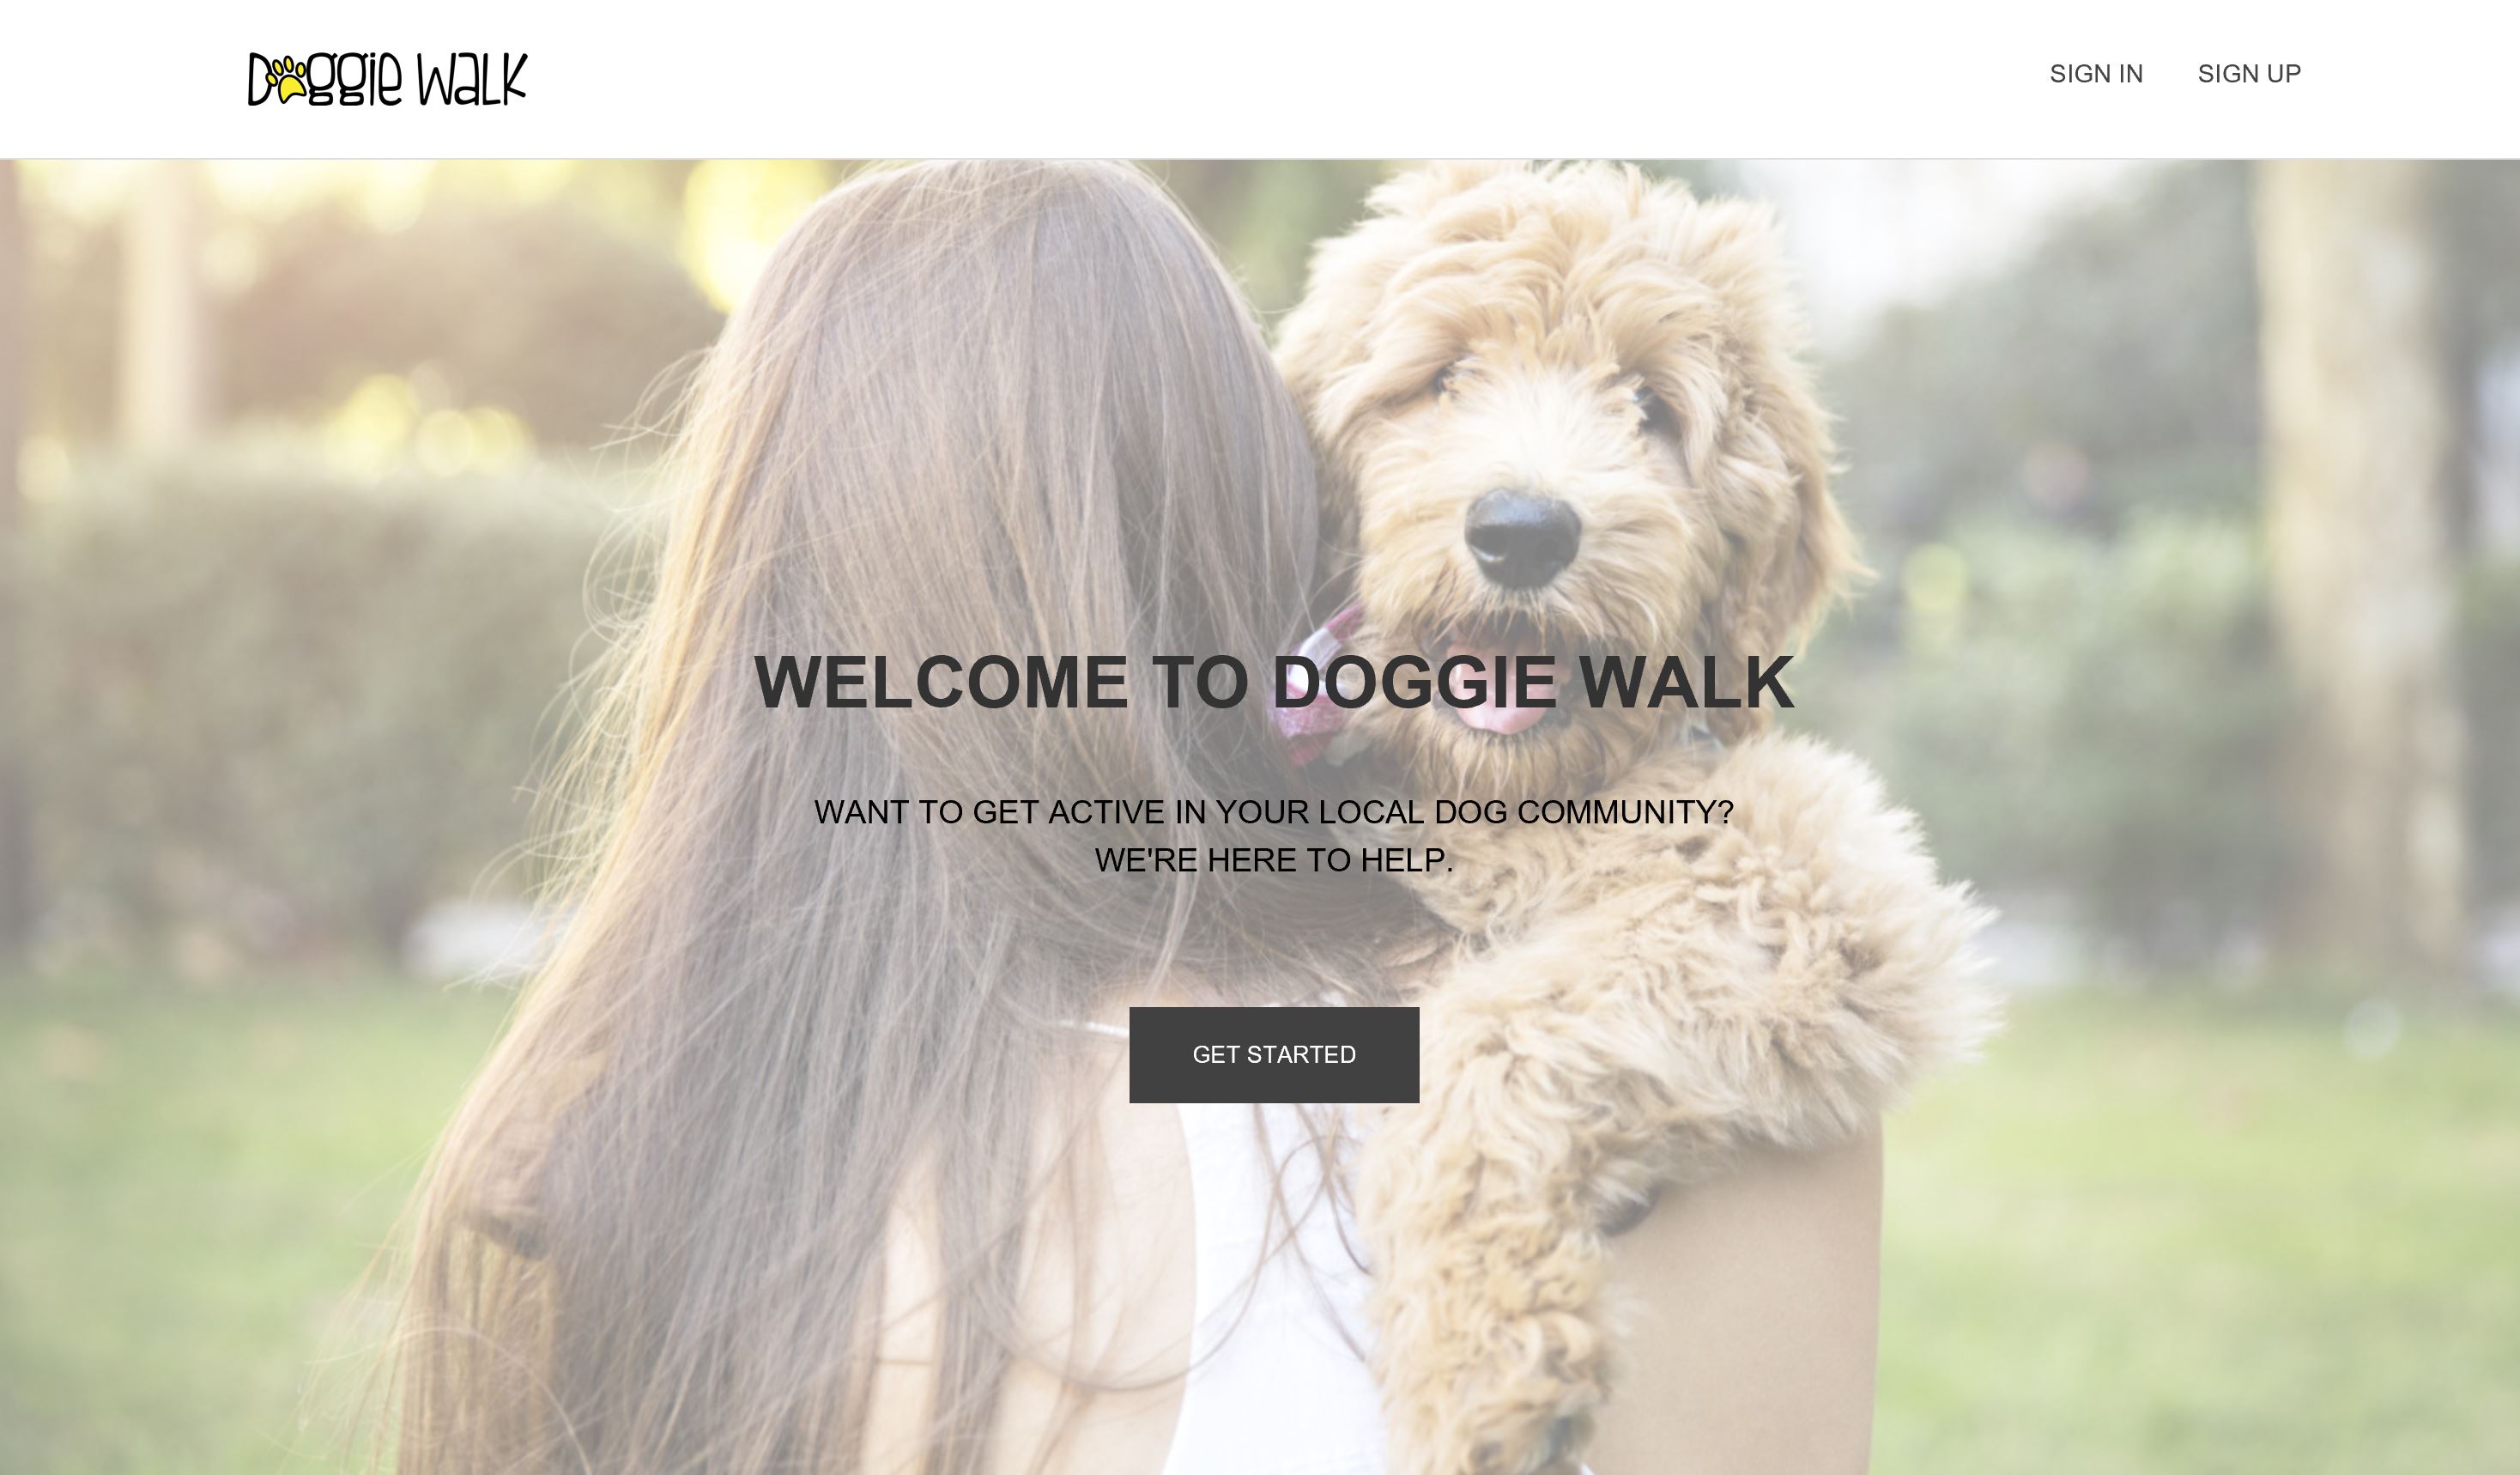 Doggie Walk
SIGN IN
SIGN UP
WELCOME TO DOGGIE WALK
WANT TO GET ACTIVE IN YOUR LOCAL DOG COMMUNITY?
WE'RE HERE TO HELP.
GET STARTED